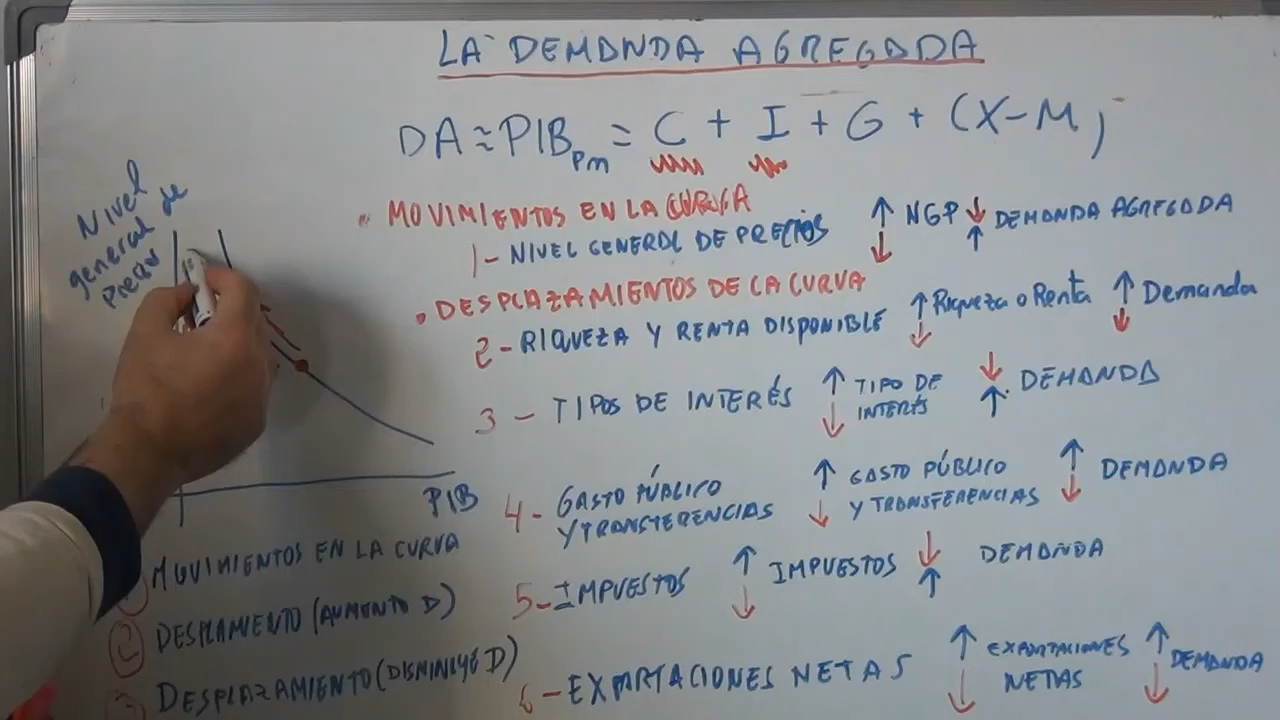 LA DEMANDA AGREGADA
DA ≈ PIBpm = C + I + G + (X-M)
Nivel general de
MOVIMIENTOS EN LA CURVA
1- NIVEL GENERAL DE PRECIOS ↑↓ NGP ↓↑ DEMANDA AGREGADA
DESPLAZAMIENTOS DE LA CURVA
2- RIQUEZA Y RENTA DISPONIBLE ↑↓ Riqueza o Renta ↑↓ Demanda
3- TIPOS DE INTERÉS ↑↓ TIPO DE INTERÉS ↓↑ DEMANDA
4- GASTO PÚBLICO Y TRANSFERENCIAS ↑↓ GASTO PÚBLICO Y TRANSFERENCIAS ↑↓ DEMANDA
5- IMPUESTOS ↑↓ IMPUESTOS ↓↑ DEMANDA
6- EXPORTACIONES NETAS ↑↓ EXPORTACIONES NETAS ↑↓ DEMANDA
PIB
MOVIMIENTOS EN LA CURVA
2 DESPLAMIENTO (AUMENTO D)
DESPLAZAMIENTO (DISMINUYE D)